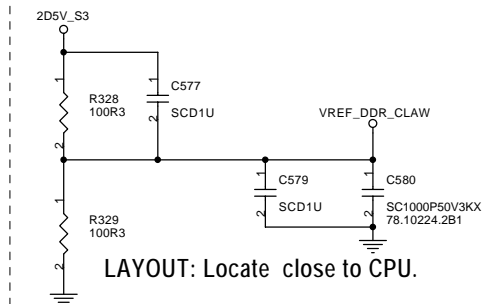 2D5V_S3
1
R328
100R3
2
1
C577
2
SCD1U
VREF_DDR_CLAW
1
C579
2
SCD1U
1
C580
2
SC1000P50V3KX
78.10224.2B1
1
R329
100R3
2
LAYOUT: Locate close to CPU.